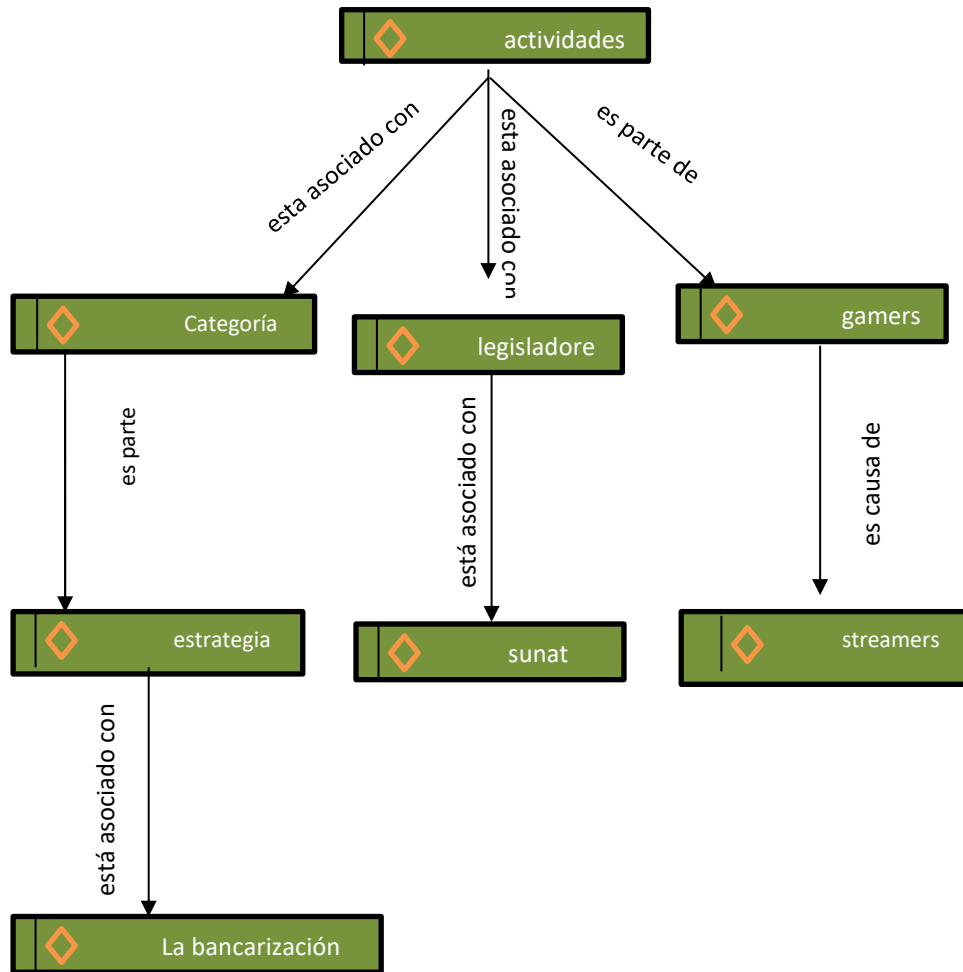 actividades
esta asociado con
esta asociado con
es parte de
Categoría
legisladore
gamers
es parte
está asociado con
es causa de
estrategia
sunat
streamers
está asociado con
La bancarización